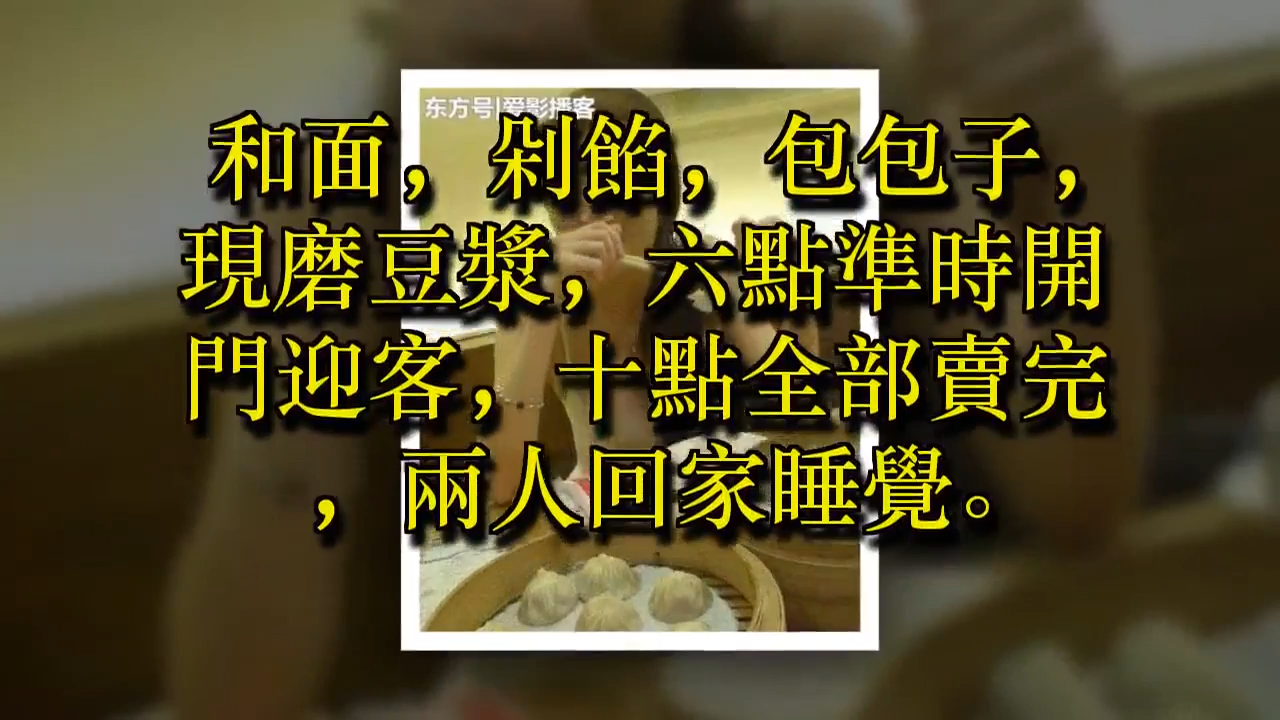 东方号|爱影播客
和面，剁餡，包包子，
現磨豆漿，六點準時開
門迎客，十點全部賣完
，兩人回家睡覺。